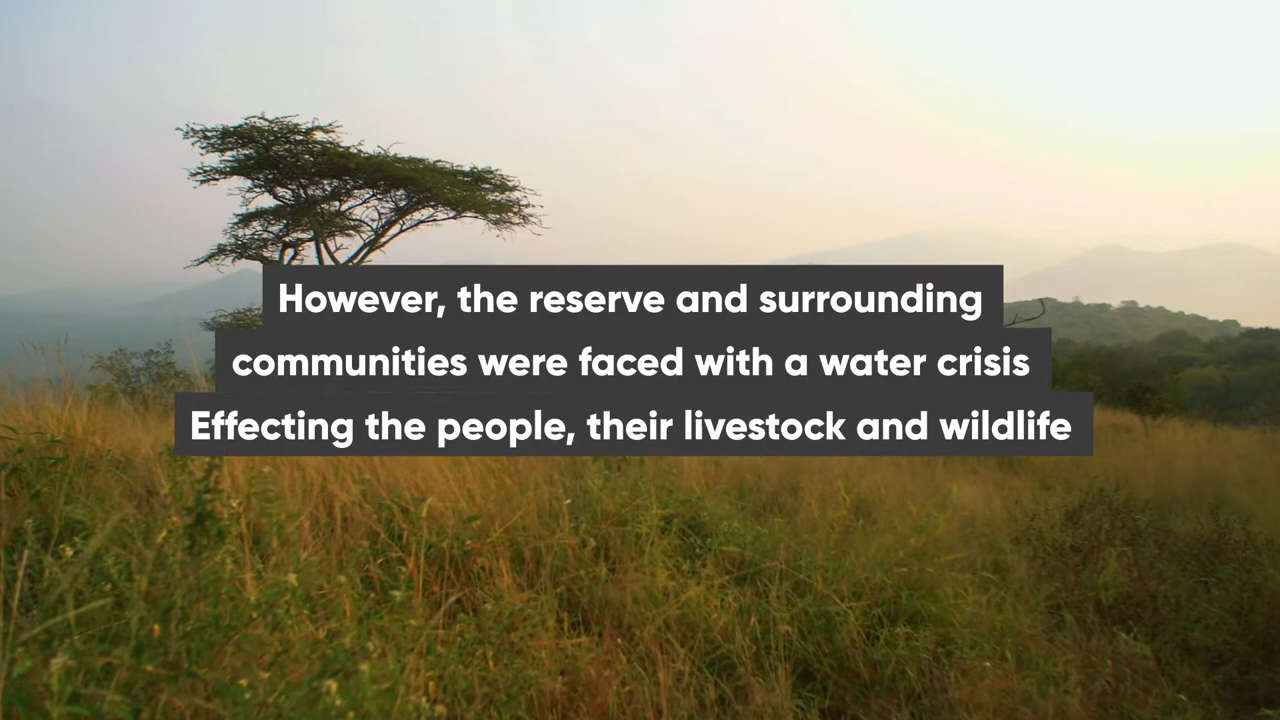 However, the reserve and surrounding
communities were faced with a water crisis
Effecting the people, their livestock and wildlife